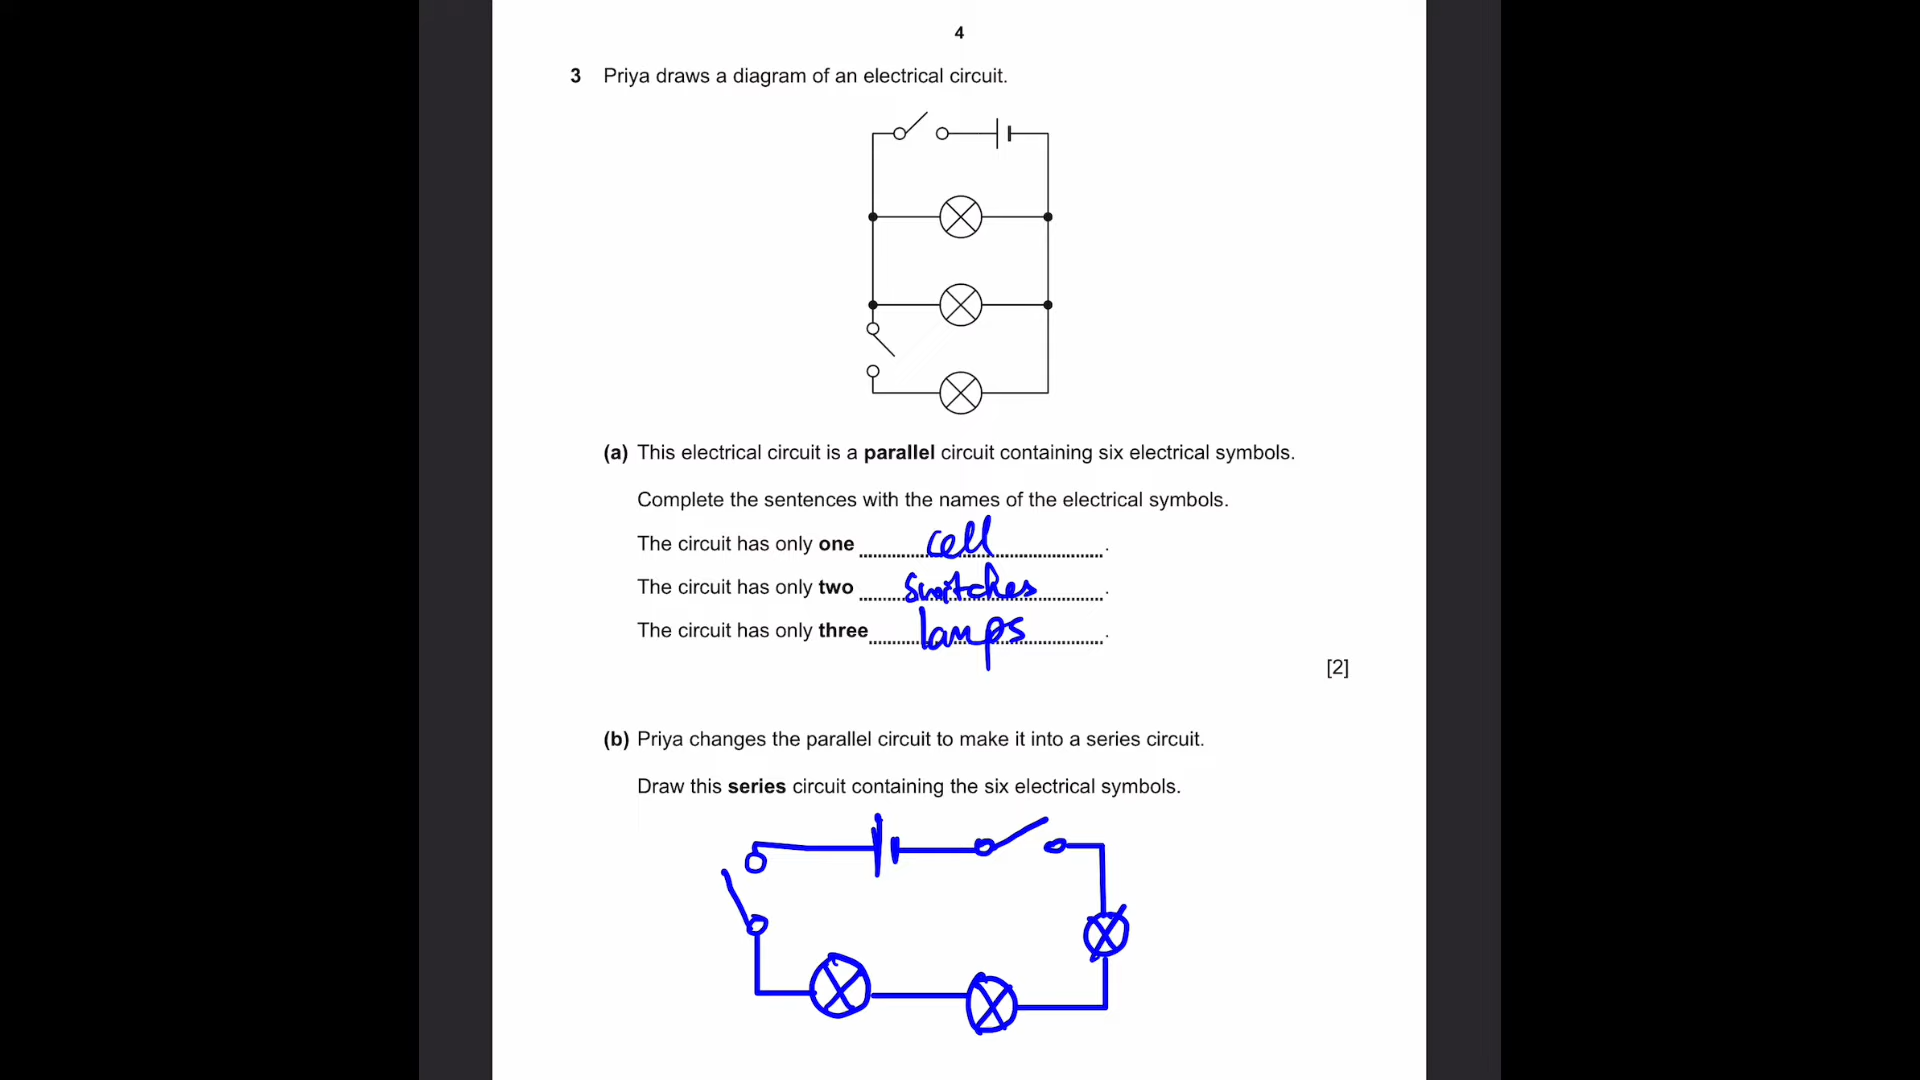 4
3 Priya draws a diagram of an electrical circuit.
(a) This electrical circuit is a parallel circuit containing six electrical symbols.
Complete the sentences with the names of the electrical symbols.
The circuit has only one cell.
The circuit has only two switches.
The circuit has only three lamps.
[2]
(b) Priya changes the parallel circuit to make it into a series circuit.
Draw this series circuit containing the six electrical symbols.